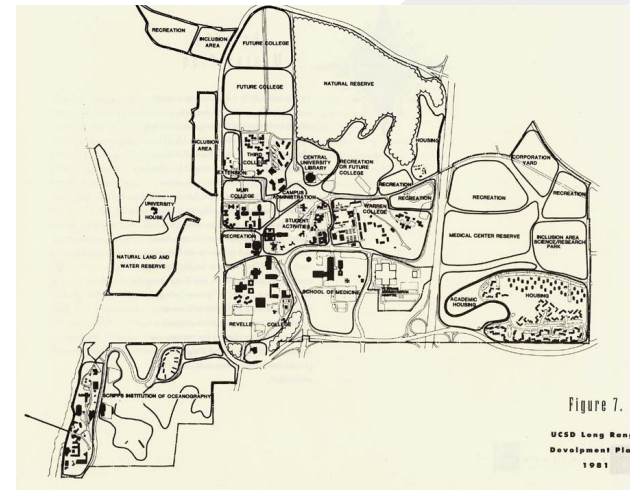 RECREATION
INCLUSION
AREA
FUTURE COLLEGE
FUTURE COLLEGE
NATURAL RESERVE
INCLUSION
AREA
THIRD
COLLEGE
EXTENSION
CENTRAL
UNIVERSITY
LIBRARY
RECREATION
OR FUTURE
COLLEGE
HOUSING
CORPORATION
YARD
RECREATION
MUIR
COLLEGE
CAMPUS
ADMINISTRATION
RECREATION
RECREATION
RECREATION
UNIVERSITY
HOUSE
STUDENT
ACTIVITIES
WARREN
COLLEGE
RECREATION
MEDICAL CENTER RESERVE
INCLUSION AREA
SCIENCE/RESEARCH
PARK
NATURAL LAND AND
WATER RESERVE
SCHOOL OF MEDICINE
ACADEMIC
HOUSING
HOUSING
REVELLE COLLEGE
SCRIPPS INSTITUTION OF OCEANOGRAPHY
Figure 7.
UCSD Long Ran
Devolpment Pla
1981